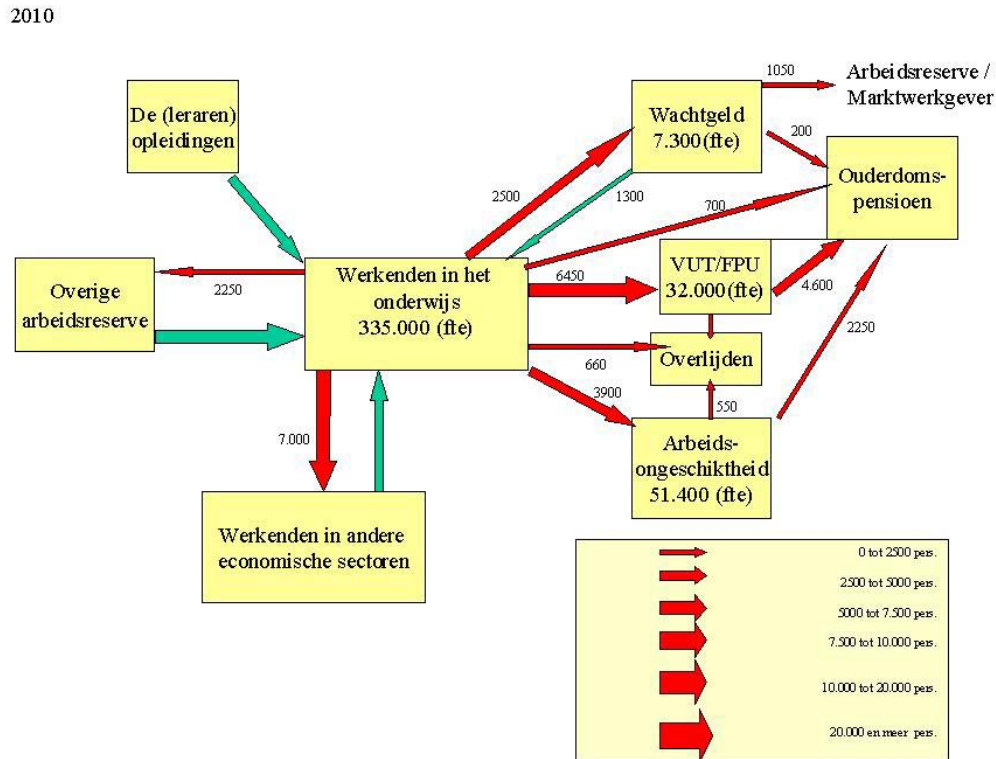 2010
De (leraren)
opleidingen
Wachtgeld
7.300(fte)
1050
Arbeidsreserve /
Marktwerkgever
200
Ouderdoms-
pensioen
2500
1300
700
Overige
arbeidsreserve
2250
Werkenden in het
onderwijs
335.000 (fte)
6450
VUT/FPU
32.000(fte)
4.600
2250
660
Overlijden
3900
550
Arbeids-
ongeschiktheid
51.400 (fte)
7.000
Werkenden in andere
economische sectoren
0 tot 2500 pers.
2500 tot 5000 pers.
5000 tot 7.500 pers.
7.500 tot 10.000 pers.
10.000 tot 20.000 pers.
20.000 en meer pers.